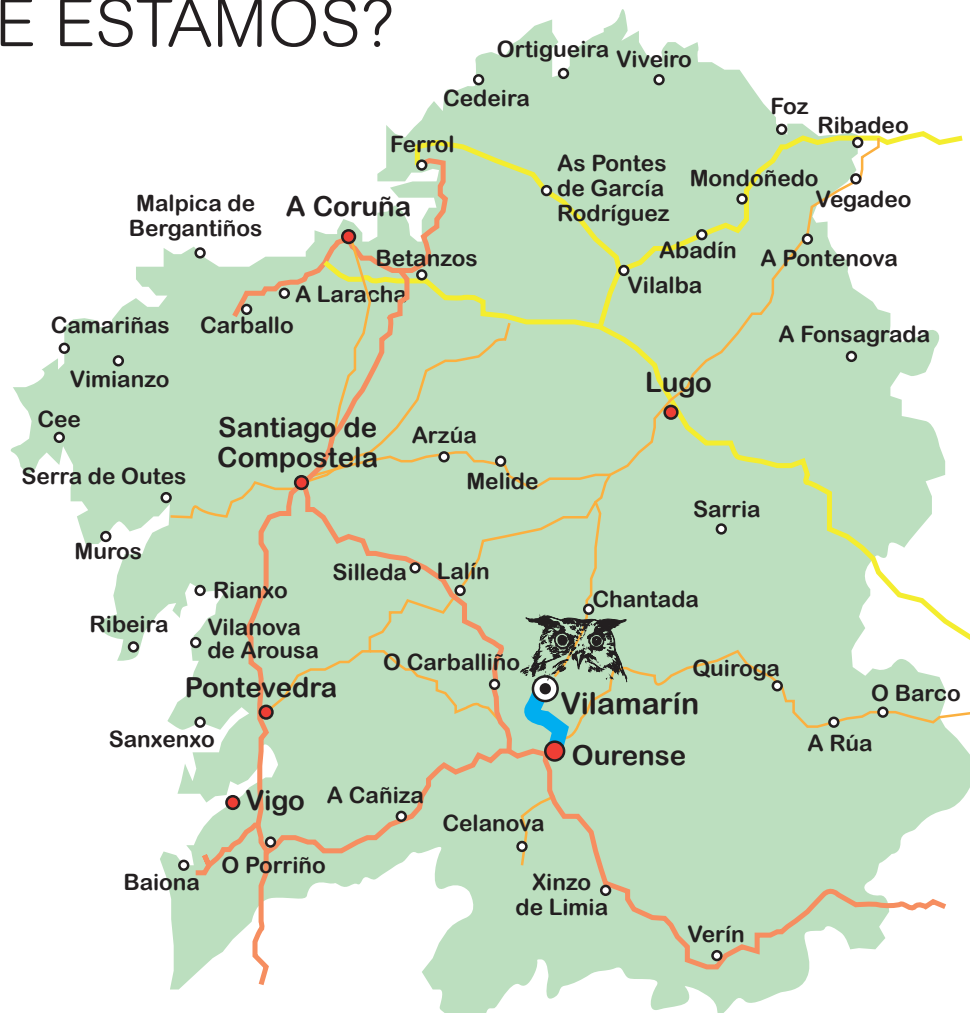 E ESTAMOS?
Ortigueira
Viveiro
Cedeira
Foz
Ribadeo
Ferrol
As Pontes
de García
Rodríguez
Mondoñedo
Vegadeo
Malpica de
Bergantiños
A Coruña
Betanzos
Abadín
A Pontenova
Vilalba
A Laracha
Carballo
Camariñas
Vimianzo
A Fonsagrada
Lugo
Cee
Santiago de
Compostela
Arzúa
Melide
Serra de Outes
Sarria
Muros
Silleda
Lalín
Rianxo
Chantada
Ribeira
Vilanova
de Arousa
O Carballiño
Quiroga
Pontevedra
Vilamarín
O Barco
Sanxenxo
A Rúa
Ourense
Vigo
A Cañiza
Celanova
O Porriño
Baiona
Xinzo
de Limia
Verín